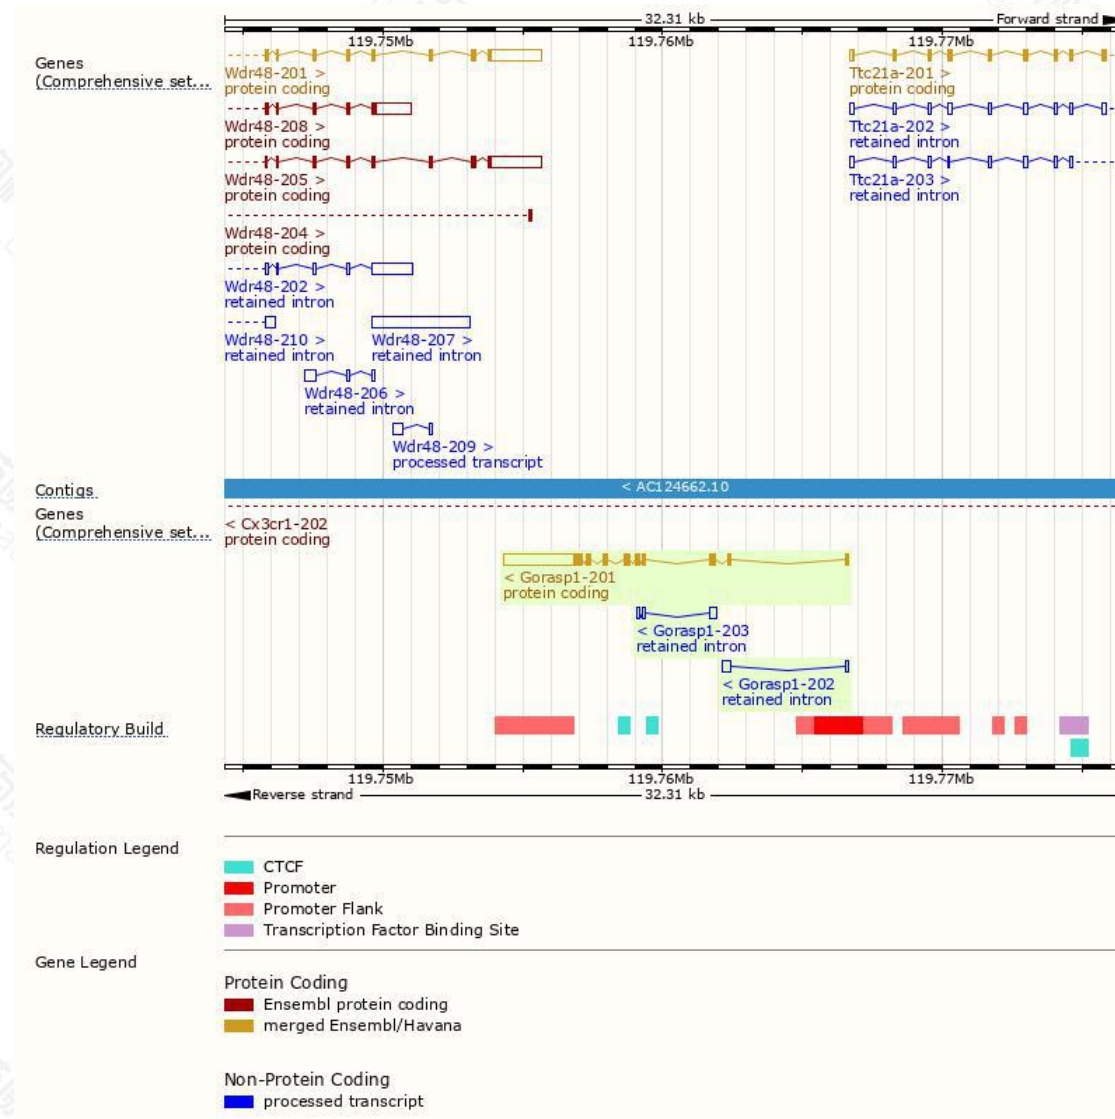 32.31 kb
Forward strand
119.75Mb 119.76Mb 119.77Mb
Genes
(Comprehensive set...
Wdr48-201 >
protein coding
Ttc21a-201 >
protein coding
Wdr48-208 >
protein coding
Ttc21a-202 >
retained intron
Wdr48-205 >
protein coding
Ttc21a-203 >
retained intron
Wdr48-204 >
protein coding
Wdr48-202 >
retained intron
Wdr48-210 >
retained intron
Wdr48-207 >
retained intron
Wdr48-206 >
retained intron
Wdr48-209 >
processed transcript
Contigs
< AC124662.10
Genes
(Comprehensive set...
< Cx3cr1-202
protein coding
< Gorasp1-201
protein coding
< Gorasp1-203
retained intron
< Gorasp1-202
retained intron
Regulatory Build
119.75Mb 119.76Mb 119.77Mb
Reverse strand
32.31 kb
Regulation Legend
CTCF
Promoter
Promoter Flank
Transcription Factor Binding Site
Gene Legend
Protein Coding
Ensembl protein coding
merged Ensembl/Havana
Non-Protein Coding
processed transcript